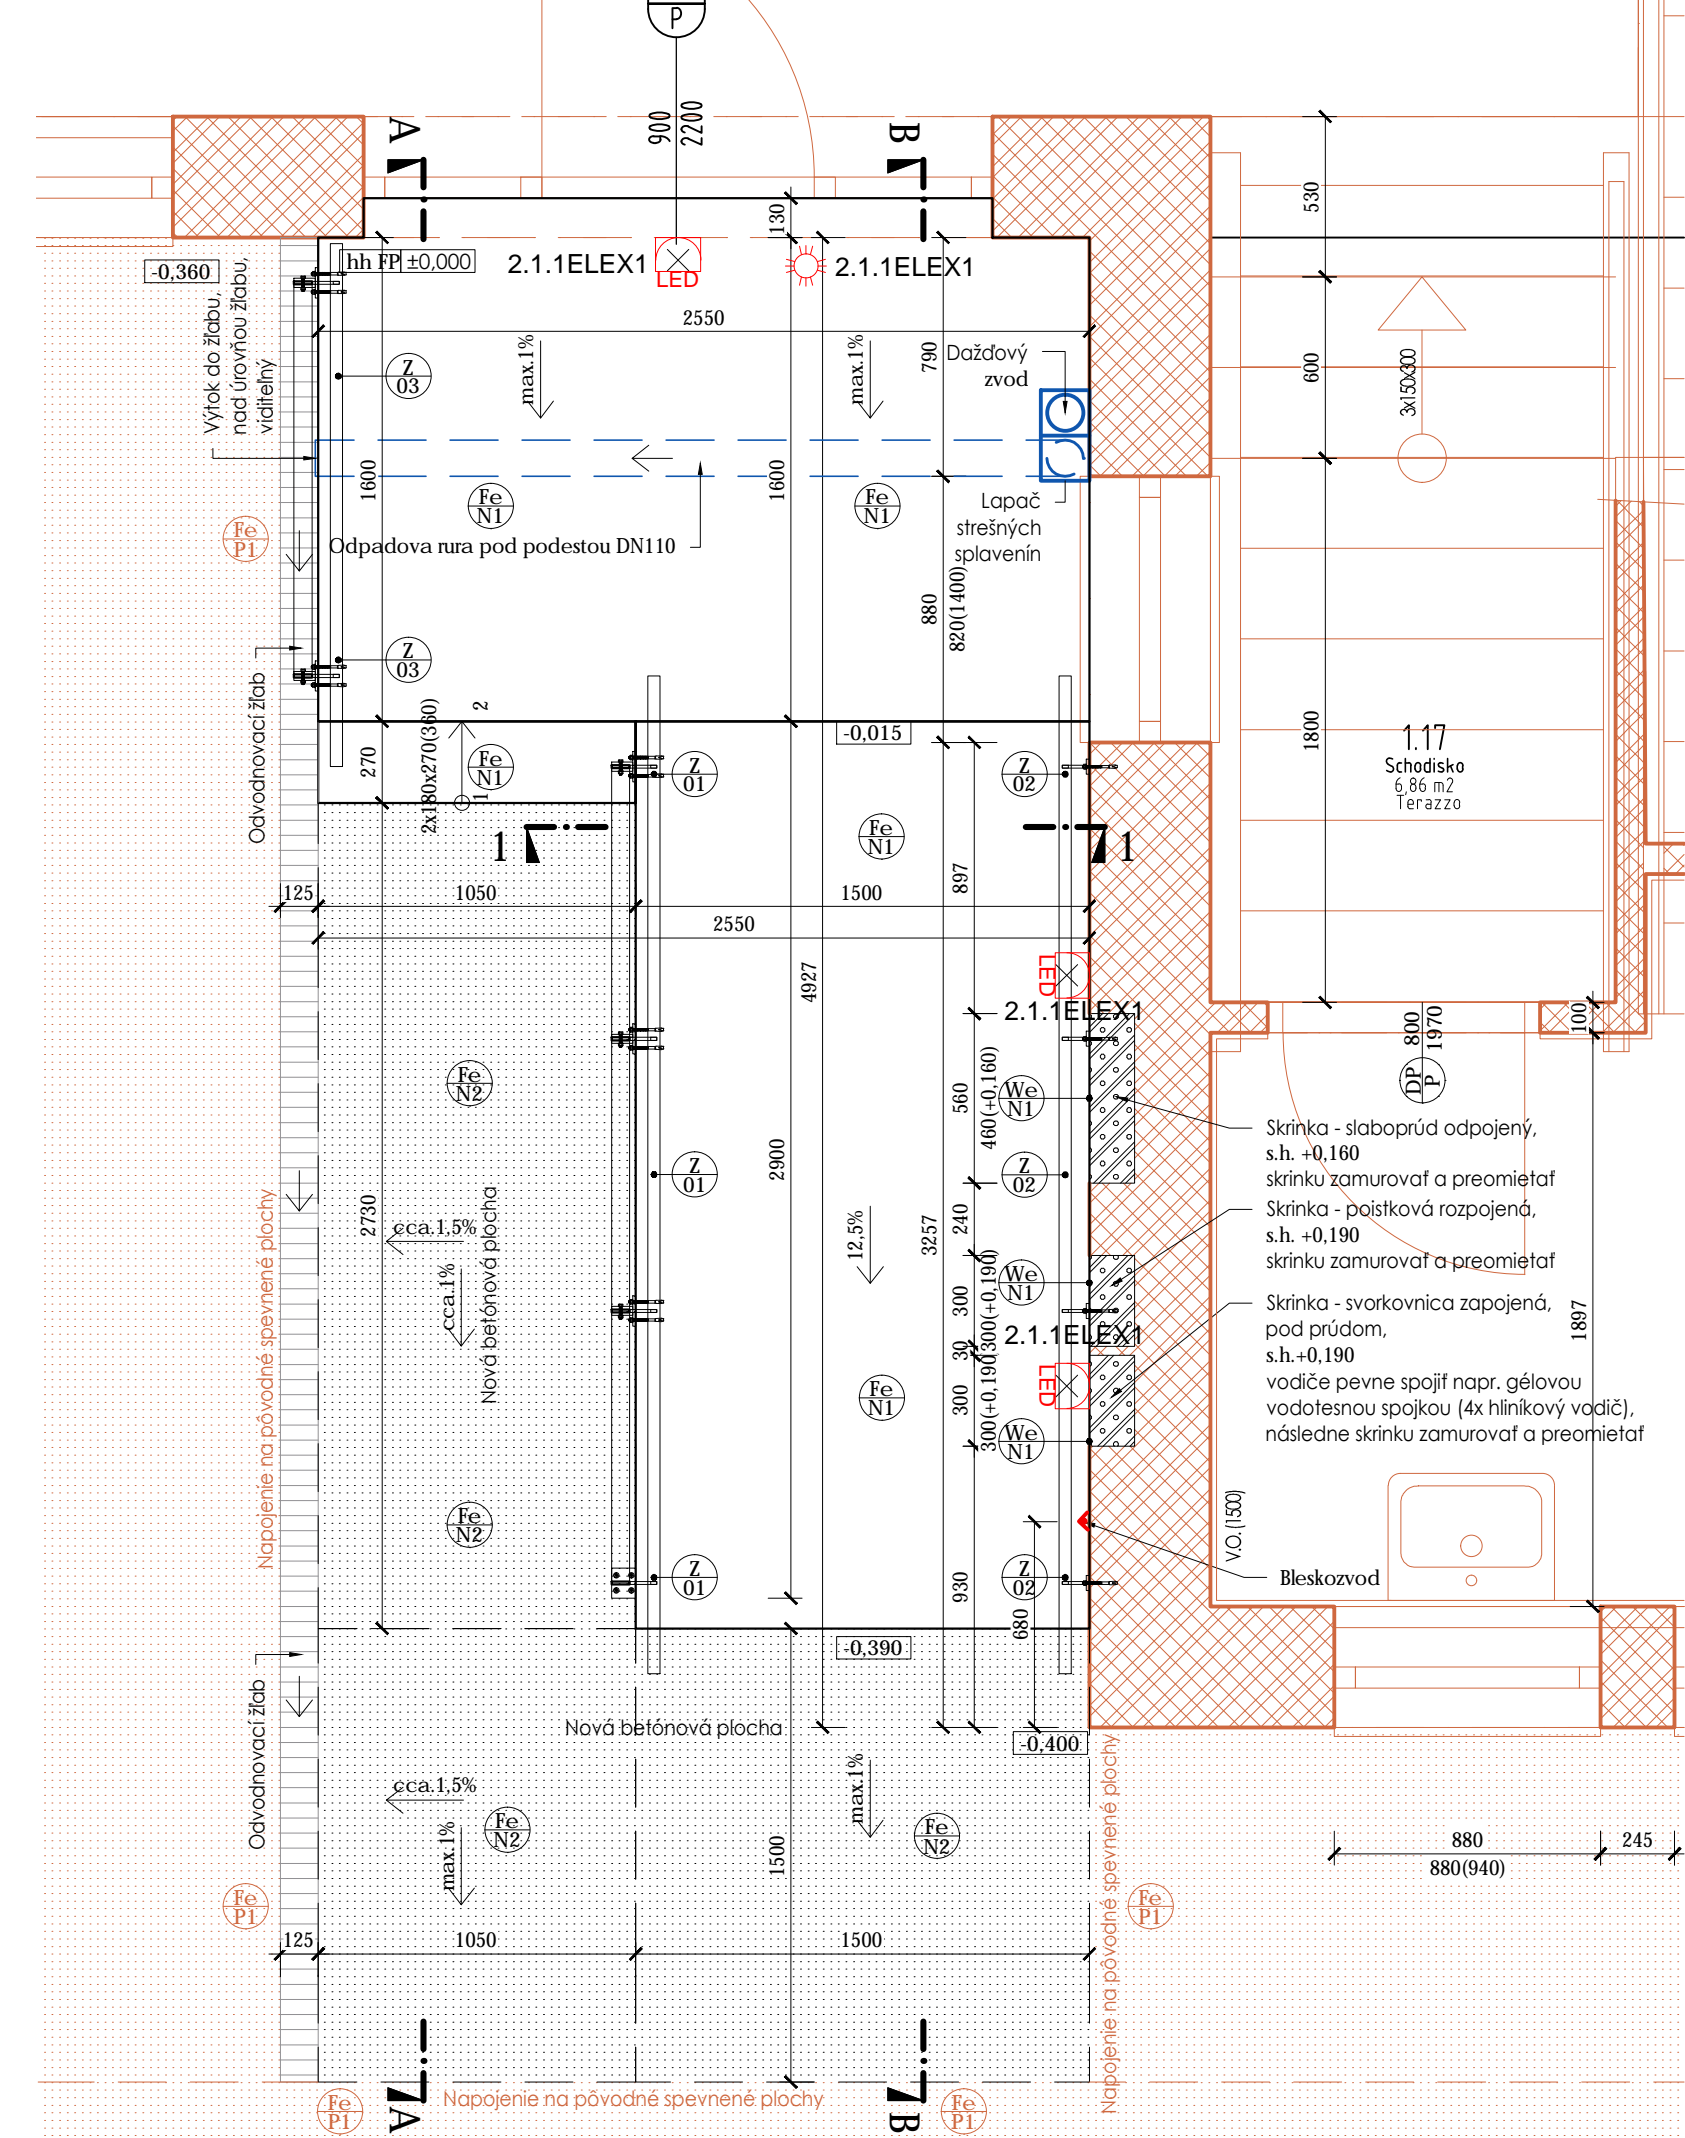 P
A
B
900
2200
530
130
-0,360
hh FP ±0,000
2.1.1ELEX1
LED
2.1.1ELEX1
Výtok do žľabu,
nad úrovňou žľabu,
viditeľný
2550
max.1%
max.1%
790
Dažďový
zvod
600
3x150x300
Z
03
1600
1600
Fe
N1
Fe
N1
Lapač
strešných
splavenín
Fe
P1
Odpadova rura pod podestou DN110
880
820(1400)
Z
03
Odvodnovací žľab
270
2x180x270(360)
1
2
Fe
N1
-0,015
Z
01
Z
02
1800
1.17
Schodisko
6,86 m2
Terazzo
Fe
N1
1
1
897
125
1050
1500
2550
4927
LED
2.1.1ELEX1
100
800
1970
DP
P
Fe
N2
560
460(+0,160)
We
N1
Skrinka - slaboprúd odpojený,
s.h. +0,160
skrinku zamurovať a preomietať
Z
01
2900
Z
02
Skrinka - poistková rozpojená,
s.h. +0,190
skrinku zamurovať a preomietať
2730
cca.1,5%
cca.1%
Nová betónová plocha
Napojenie na pôvodné spevnené plochy
12,5%
3257
240
300
300(+0,190)
We
N1
2.1.1ELEX1
30
LED
Skrinka - svorkovnica zapojená,
pod prúdom,
s.h.+0,190
vodiče pevne spojiť napr. gélovou
vodotesnou spojkou (4x hliníkový vodič),
následne skrinku zamurovať a preomietať
1897
Fe
N1
300
300(+0,190)
We
N1
Fe
N2
V.O.(1500)
Bleskozvod
Z
01
Z
02
930
680
-0,390
Odvodnovací žľab
Nová betónová plocha
-0,400
cca.1,5%
max.1%
Fe
N2
max.1%
Fe
N2
1500
Napojenie na pôvodné spevnené plochy
880
880(940)
245
Fe
P1
Fe
P1
125
1050
1500
Fe
P1
A
Napojenie na pôvodné spevnené plochy
B
Fe
P1